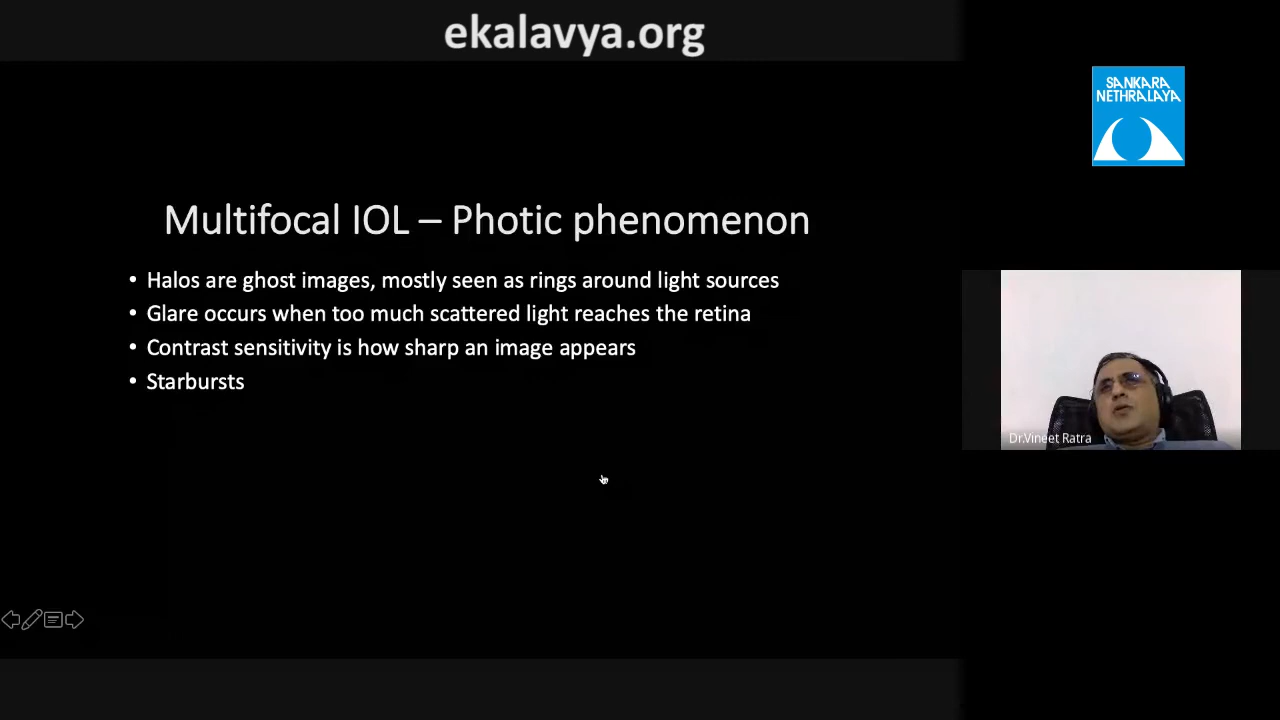 ekalavya.org
SANKARA
NETHRALAYA
Multifocal IOL – Photic phenomenon
• Halos are ghost images, mostly seen as rings around light sources
• Glare occurs when too much scattered light reaches the retina
• Contrast sensitivity is how sharp an image appears
• Starbursts
Dr.Vineet Ratra